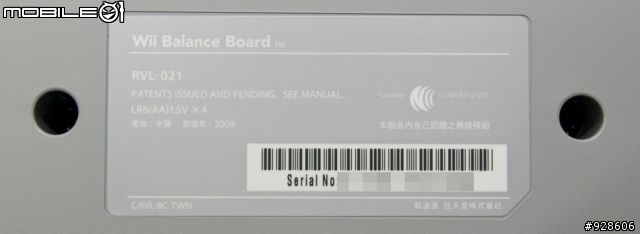 mobile01
Wii Balance Board TM
RVL-021
PATENTS ISSUED AND PENDING. SEE MANUAL.
LR6(AA)1.5V×4
產地：中國 製造年：2009
Contains
本製品內含已認證之無線模組
Serial No
C/RVL-BC-TWN
製造商 任天堂株式會社
#928606